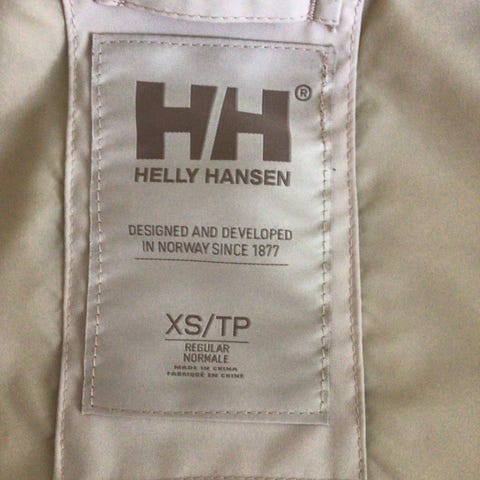 H/H®
HELLY HANSEN
DESIGNED AND DEVELOPED
IN NORWAY SINCE 1877
XS/TP
REGULAR
NORMALE
MADE IN CHINA
FABRIQUÉ EN CHINE